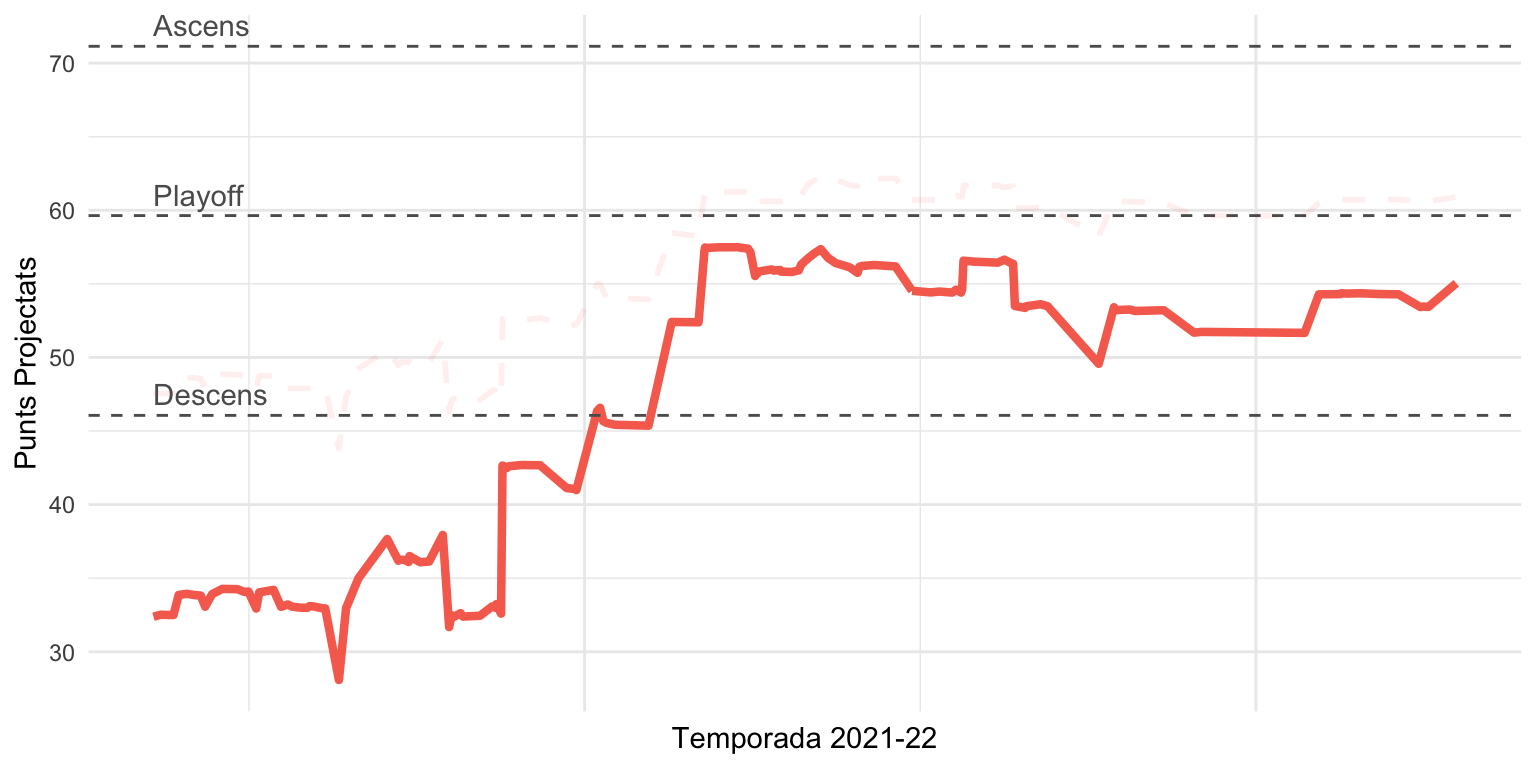 Ascens
70
Playoff
60
50
Descens
40
30
Punts Projectats
Temporada 2021-22